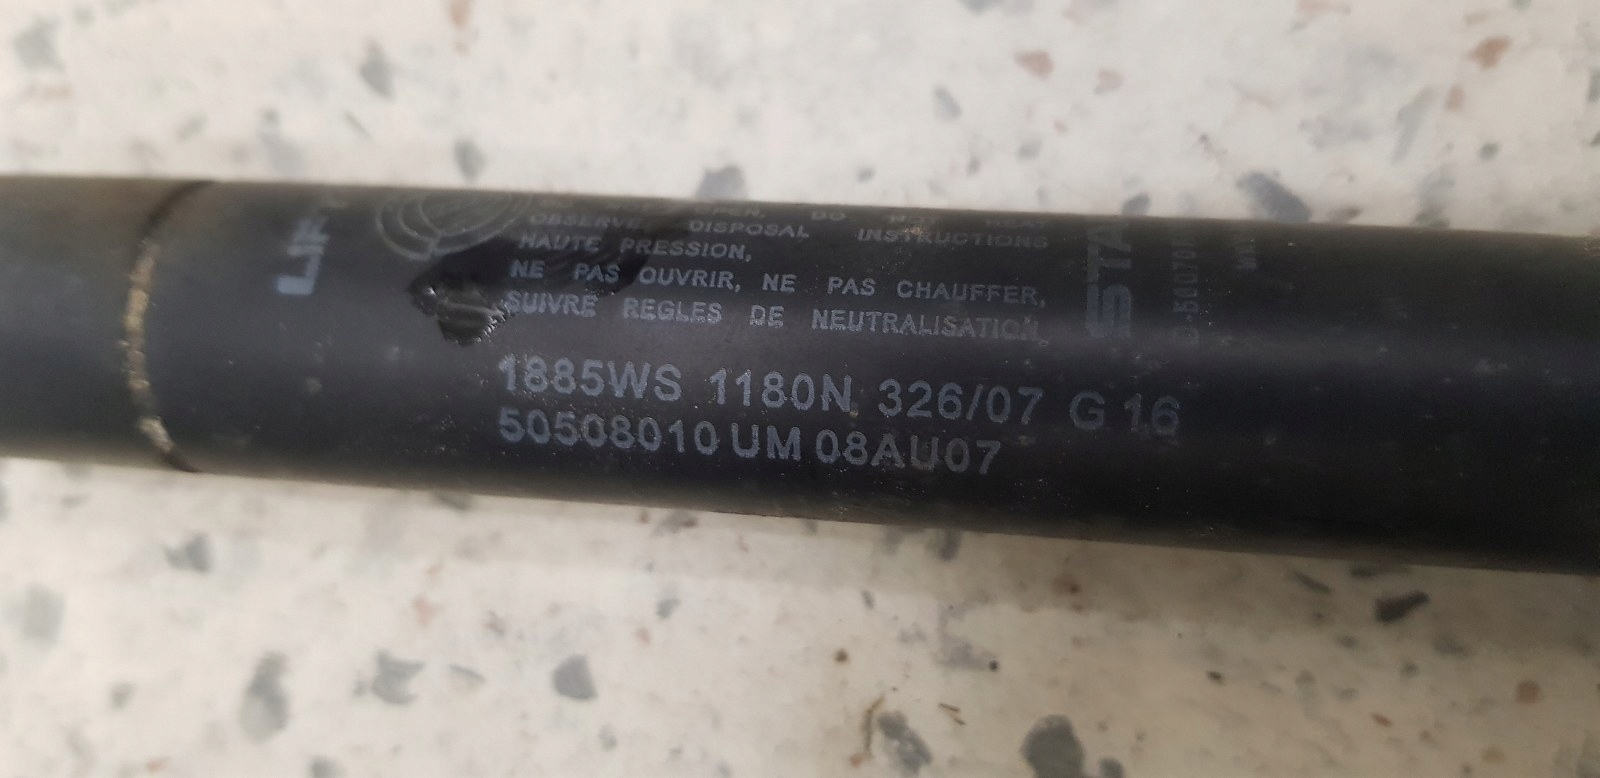 OBSERVE DISPOSAL INSTRUCTIONS
HAUTE PRESSION,
NE PAS OUVRIR, NE PAS CHAUFFER,
SUIVRE REGLES DE NEUTRALISATION,
1885WS 1180N 326/07 G 16
50508010 UM 08AU07